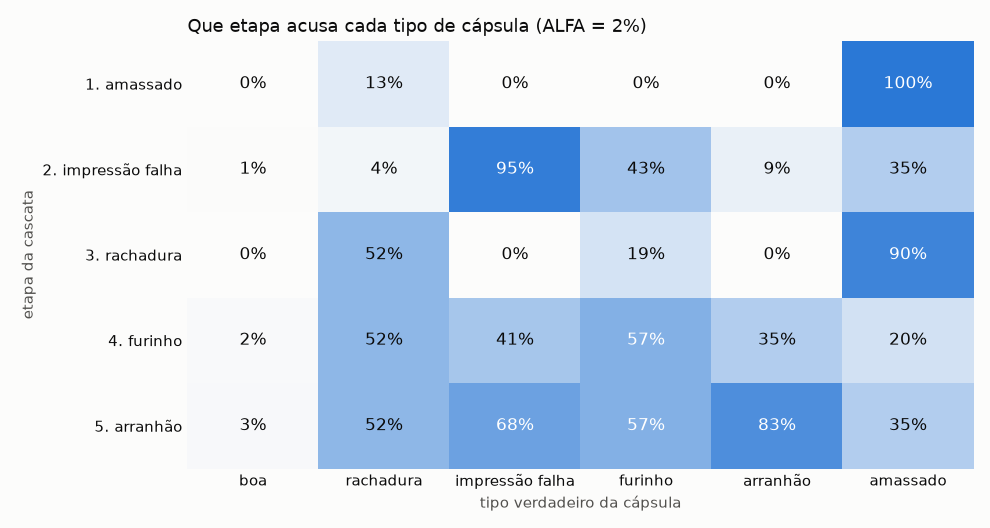 Que etapa acusa cada tipo de cápsula (ALFA = 2%)
etapa da cascata
1. amassado 0% 13% 0% 0% 0% 100%
2. impressão falha 1% 4% 95% 43% 9% 35%
3. rachadura 0% 52% 0% 19% 0% 90%
4. furinho 2% 52% 41% 57% 35% 20%
5. arranhão 3% 52% 68% 57% 83% 35%
boa rachadura impressão falha furinho arranhão amassado
tipo verdadeiro da cápsula